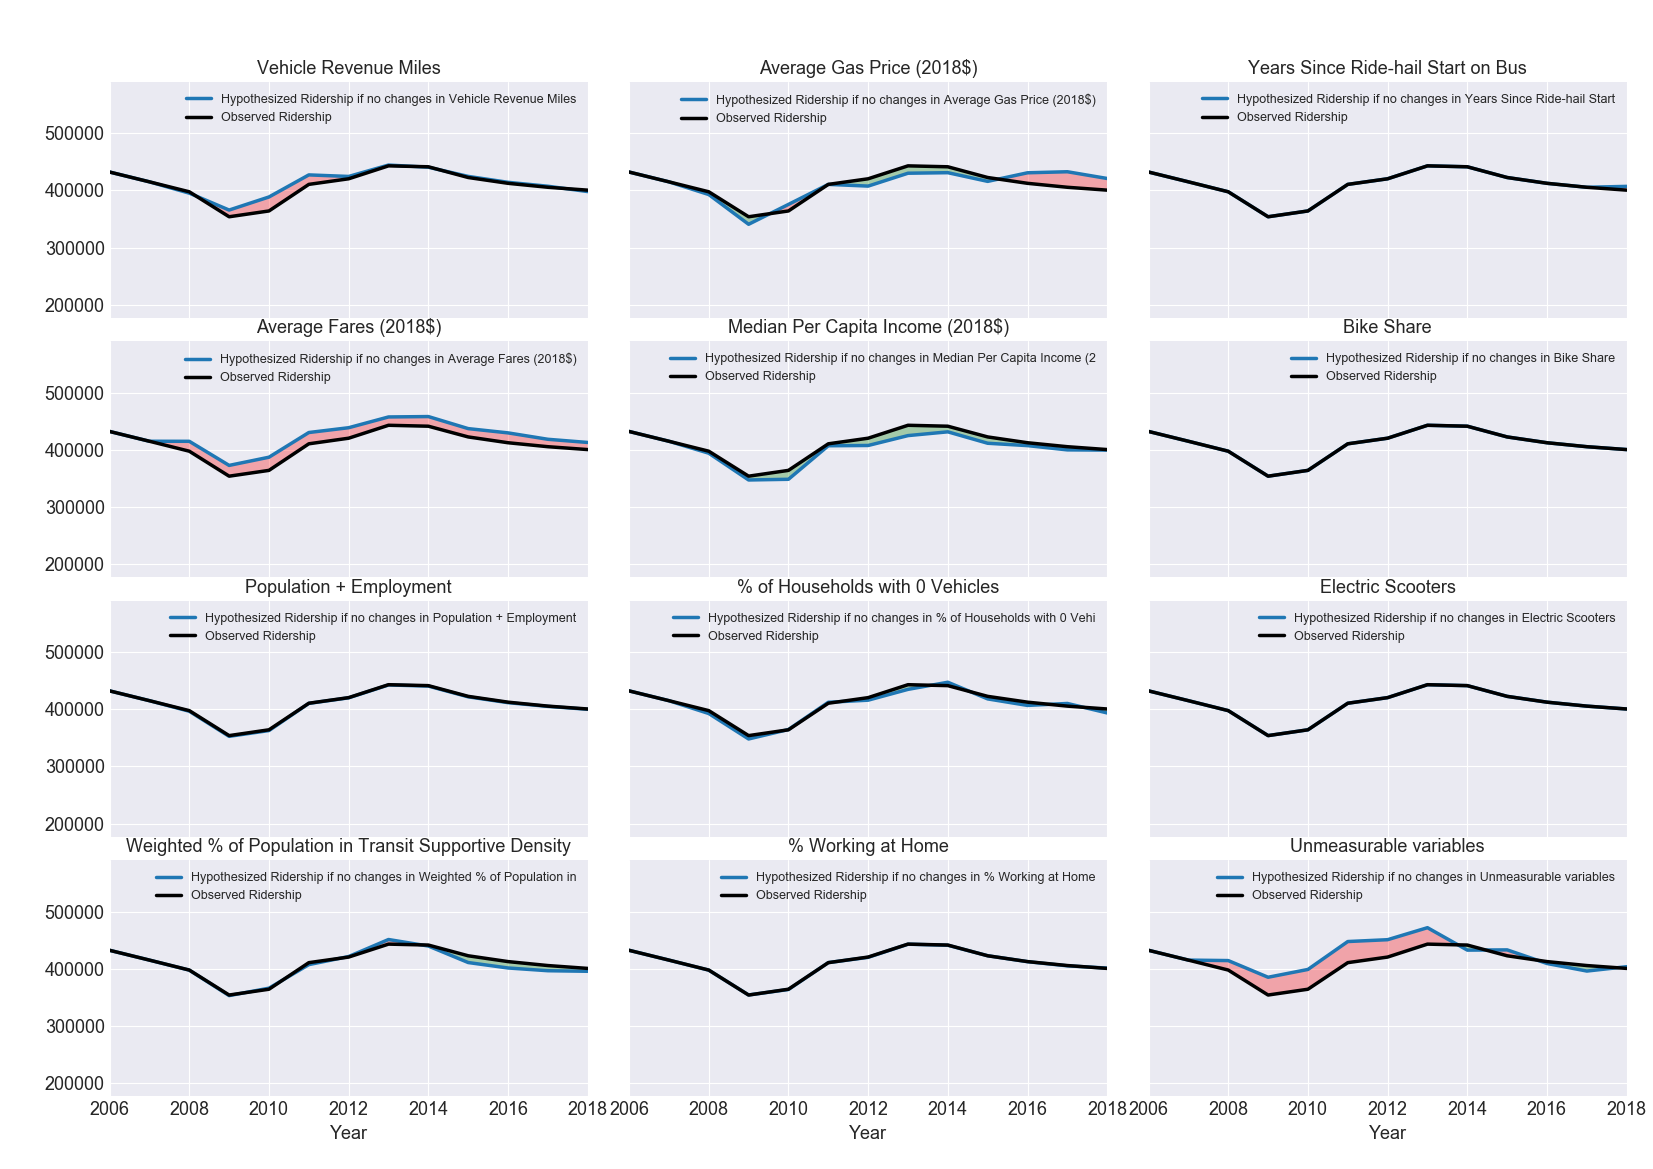 Vehicle Revenue Miles
Hypothesized Ridership if no changes in Vehicle Revenue Miles
Observed Ridership
500000
400000
300000
200000
Average Gas Price (2018$)
Hypothesized Ridership if no changes in Average Gas Price (2018$)
Observed Ridership
Years Since Ride-hail Start on Bus
Hypothesized Ridership if no changes in Years Since Ride-hail Start
Observed Ridership
Average Fares (2018$)
Hypothesized Ridership if no changes in Average Fares (2018$)
Observed Ridership
500000
400000
300000
200000
Median Per Capita Income (2018$)
Hypothesized Ridership if no changes in Median Per Capita Income (2
Observed Ridership
Bike Share
Hypothesized Ridership if no changes in Bike Share
Observed Ridership
Population + Employment
Hypothesized Ridership if no changes in Population + Employment
Observed Ridership
500000
400000
300000
200000
% of Households with 0 Vehicles
Hypothesized Ridership if no changes in % of Households with 0 Vehi
Observed Ridership
Electric Scooters
Hypothesized Ridership if no changes in Electric Scooters
Observed Ridership
Weighted % of Population in Transit Supportive Density
Hypothesized Ridership if no changes in Weighted % of Population in
Observed Ridership
500000
400000
300000
200000
2006 2008 2010 2012 2014 2016 2018
Year
% Working at Home
Hypothesized Ridership if no changes in % Working at Home
Observed Ridership
2006 2008 2010 2012 2014 2016 2018
Year
Unmeasurable variables
Hypothesized Ridership if no changes in Unmeasurable variables
Observed Ridership
2006 2008 2010 2012 2014 2016 2018
Year